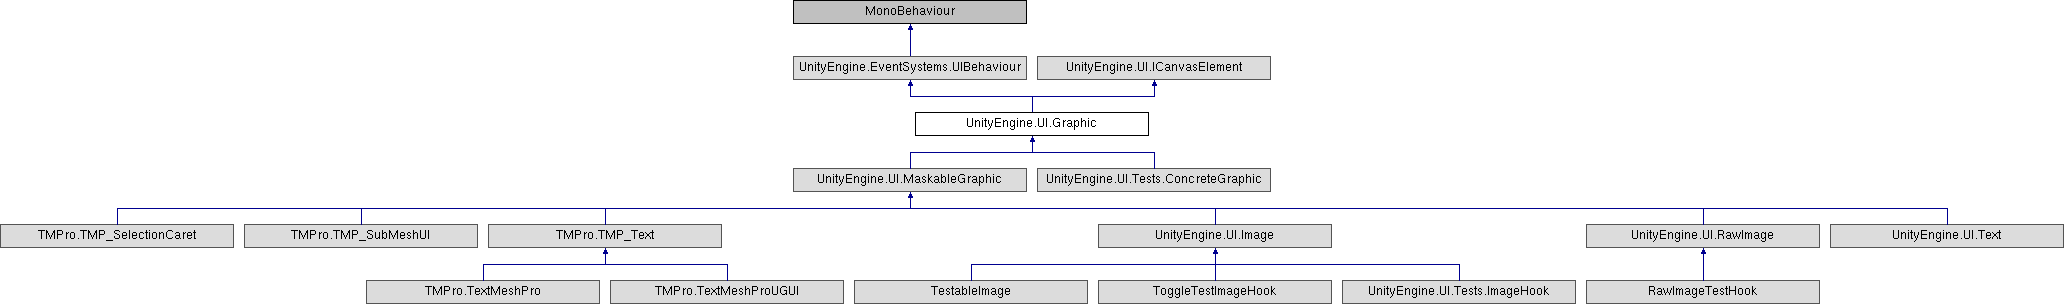 MonoBehaviour
UnityEngine.EventSystems.UIBehaviour
UnityEngine.UI.ICanvasElement
UnityEngine.UI.Graphic
UnityEngine.UI.MaskableGraphic
UnityEngine.UI.Tests.ConcreteGraphic
TMPro.TMP_SelectionCaret
TMPro.TMP_SubMeshUI
TMPro.TMP_Text
UnityEngine.UI.Image
UnityEngine.UI.RawImage
UnityEngine.UI.Text
TMPro.TextMeshPro
TMPro.TextMeshProUGUI
TestableImage
ToggleTestImageHook
UnityEngine.UI.Tests.ImageHook
RawImageTestHook